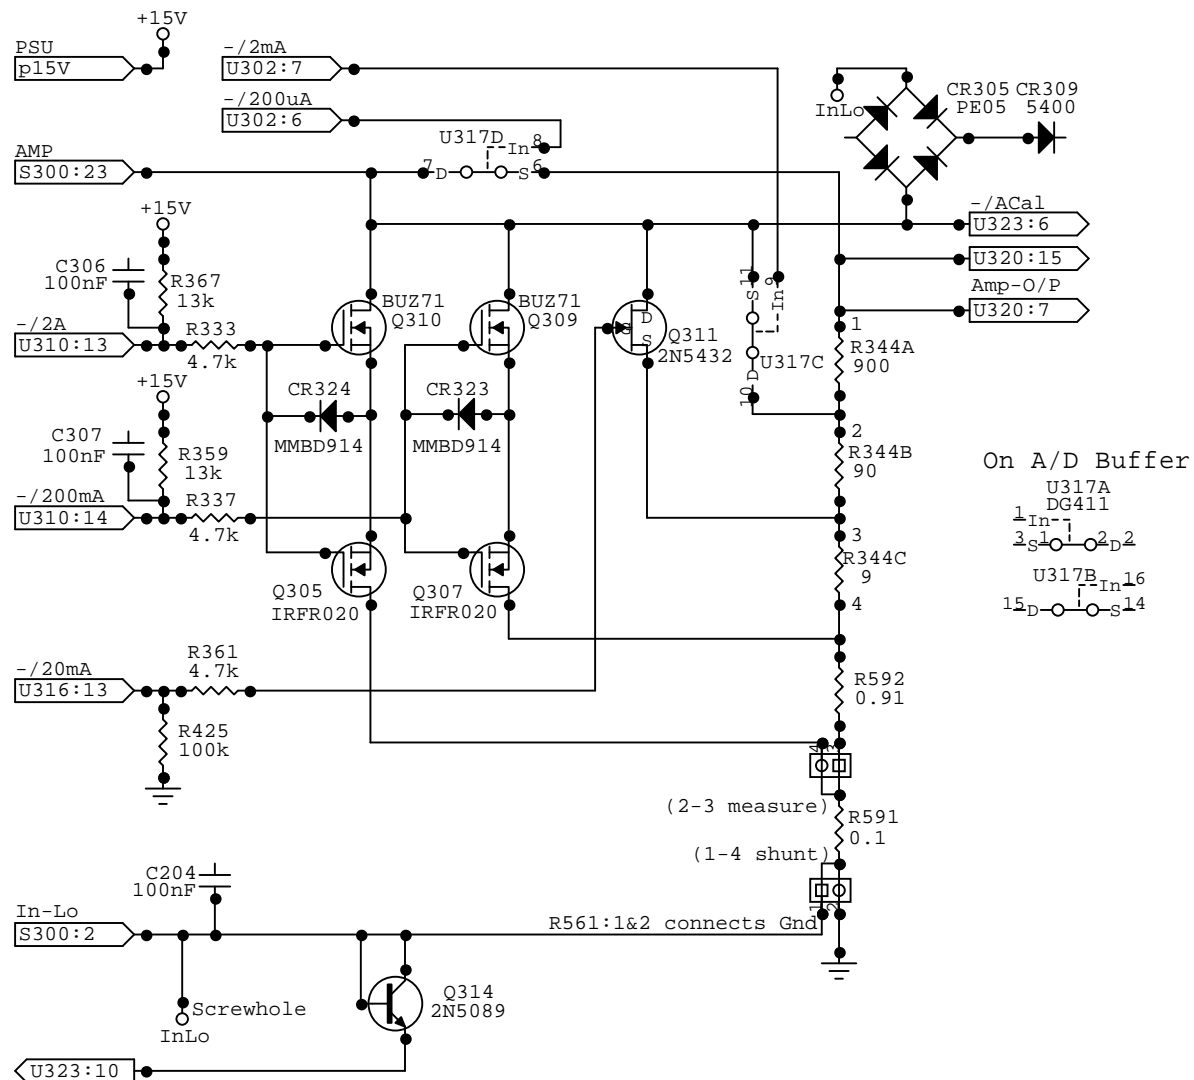 +15V
PSU
p15V
-/2mA
U302:7
-/200uA
U302:6
U317D
In
8
AMP
S300:23
7
D
S
6
InLo
CR305
PE05
CR309
5400
-/ACal
U323:6
U320:15
Amp-O/P
U320:7
+15V
C306
100nF
R367
13k
-/2A
U310:13
R333
4.7k
BUZ71
Q310
BUZ71
Q309
G
D
S
Q311
2N5432
11
S
In
9
U317C
D
10
1
R344A
900
+15V
CR324
MMBD914
CR323
MMBD914
C307
100nF
R359
13k
-/200mA
U310:14
R337
4.7k
2
R344B
90
3
R344C
9
4
On A/D Buffer
U317A
DG411
1
In
3
S
1
2
D
2
U317B
In
16
15
D
S
14
Q305
IRFR020
Q307
IRFR020
-/20mA
U316:13
R361
4.7k
R425
100k
R592
0.91
4
3
(2-3 measure)
R591
0.1
(1-4 shunt)
1
2
C204
100nF
In-Lo
S300:2
R561:1&2 connects Gnd
Screwhole
InLo
Q314
2N5089
U323:10